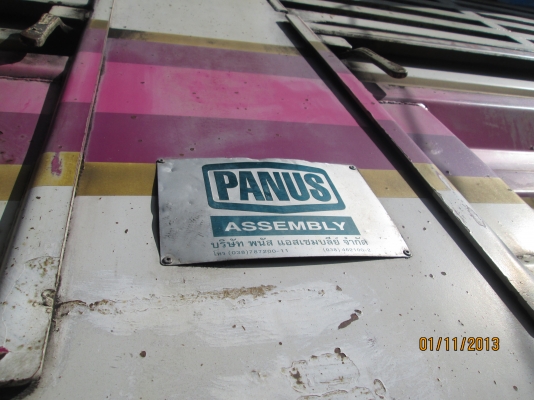 PANUS
ASSEMBLY
บริษัท พนัส แอสเซมบลีย์ จำกัด
01/11/2013